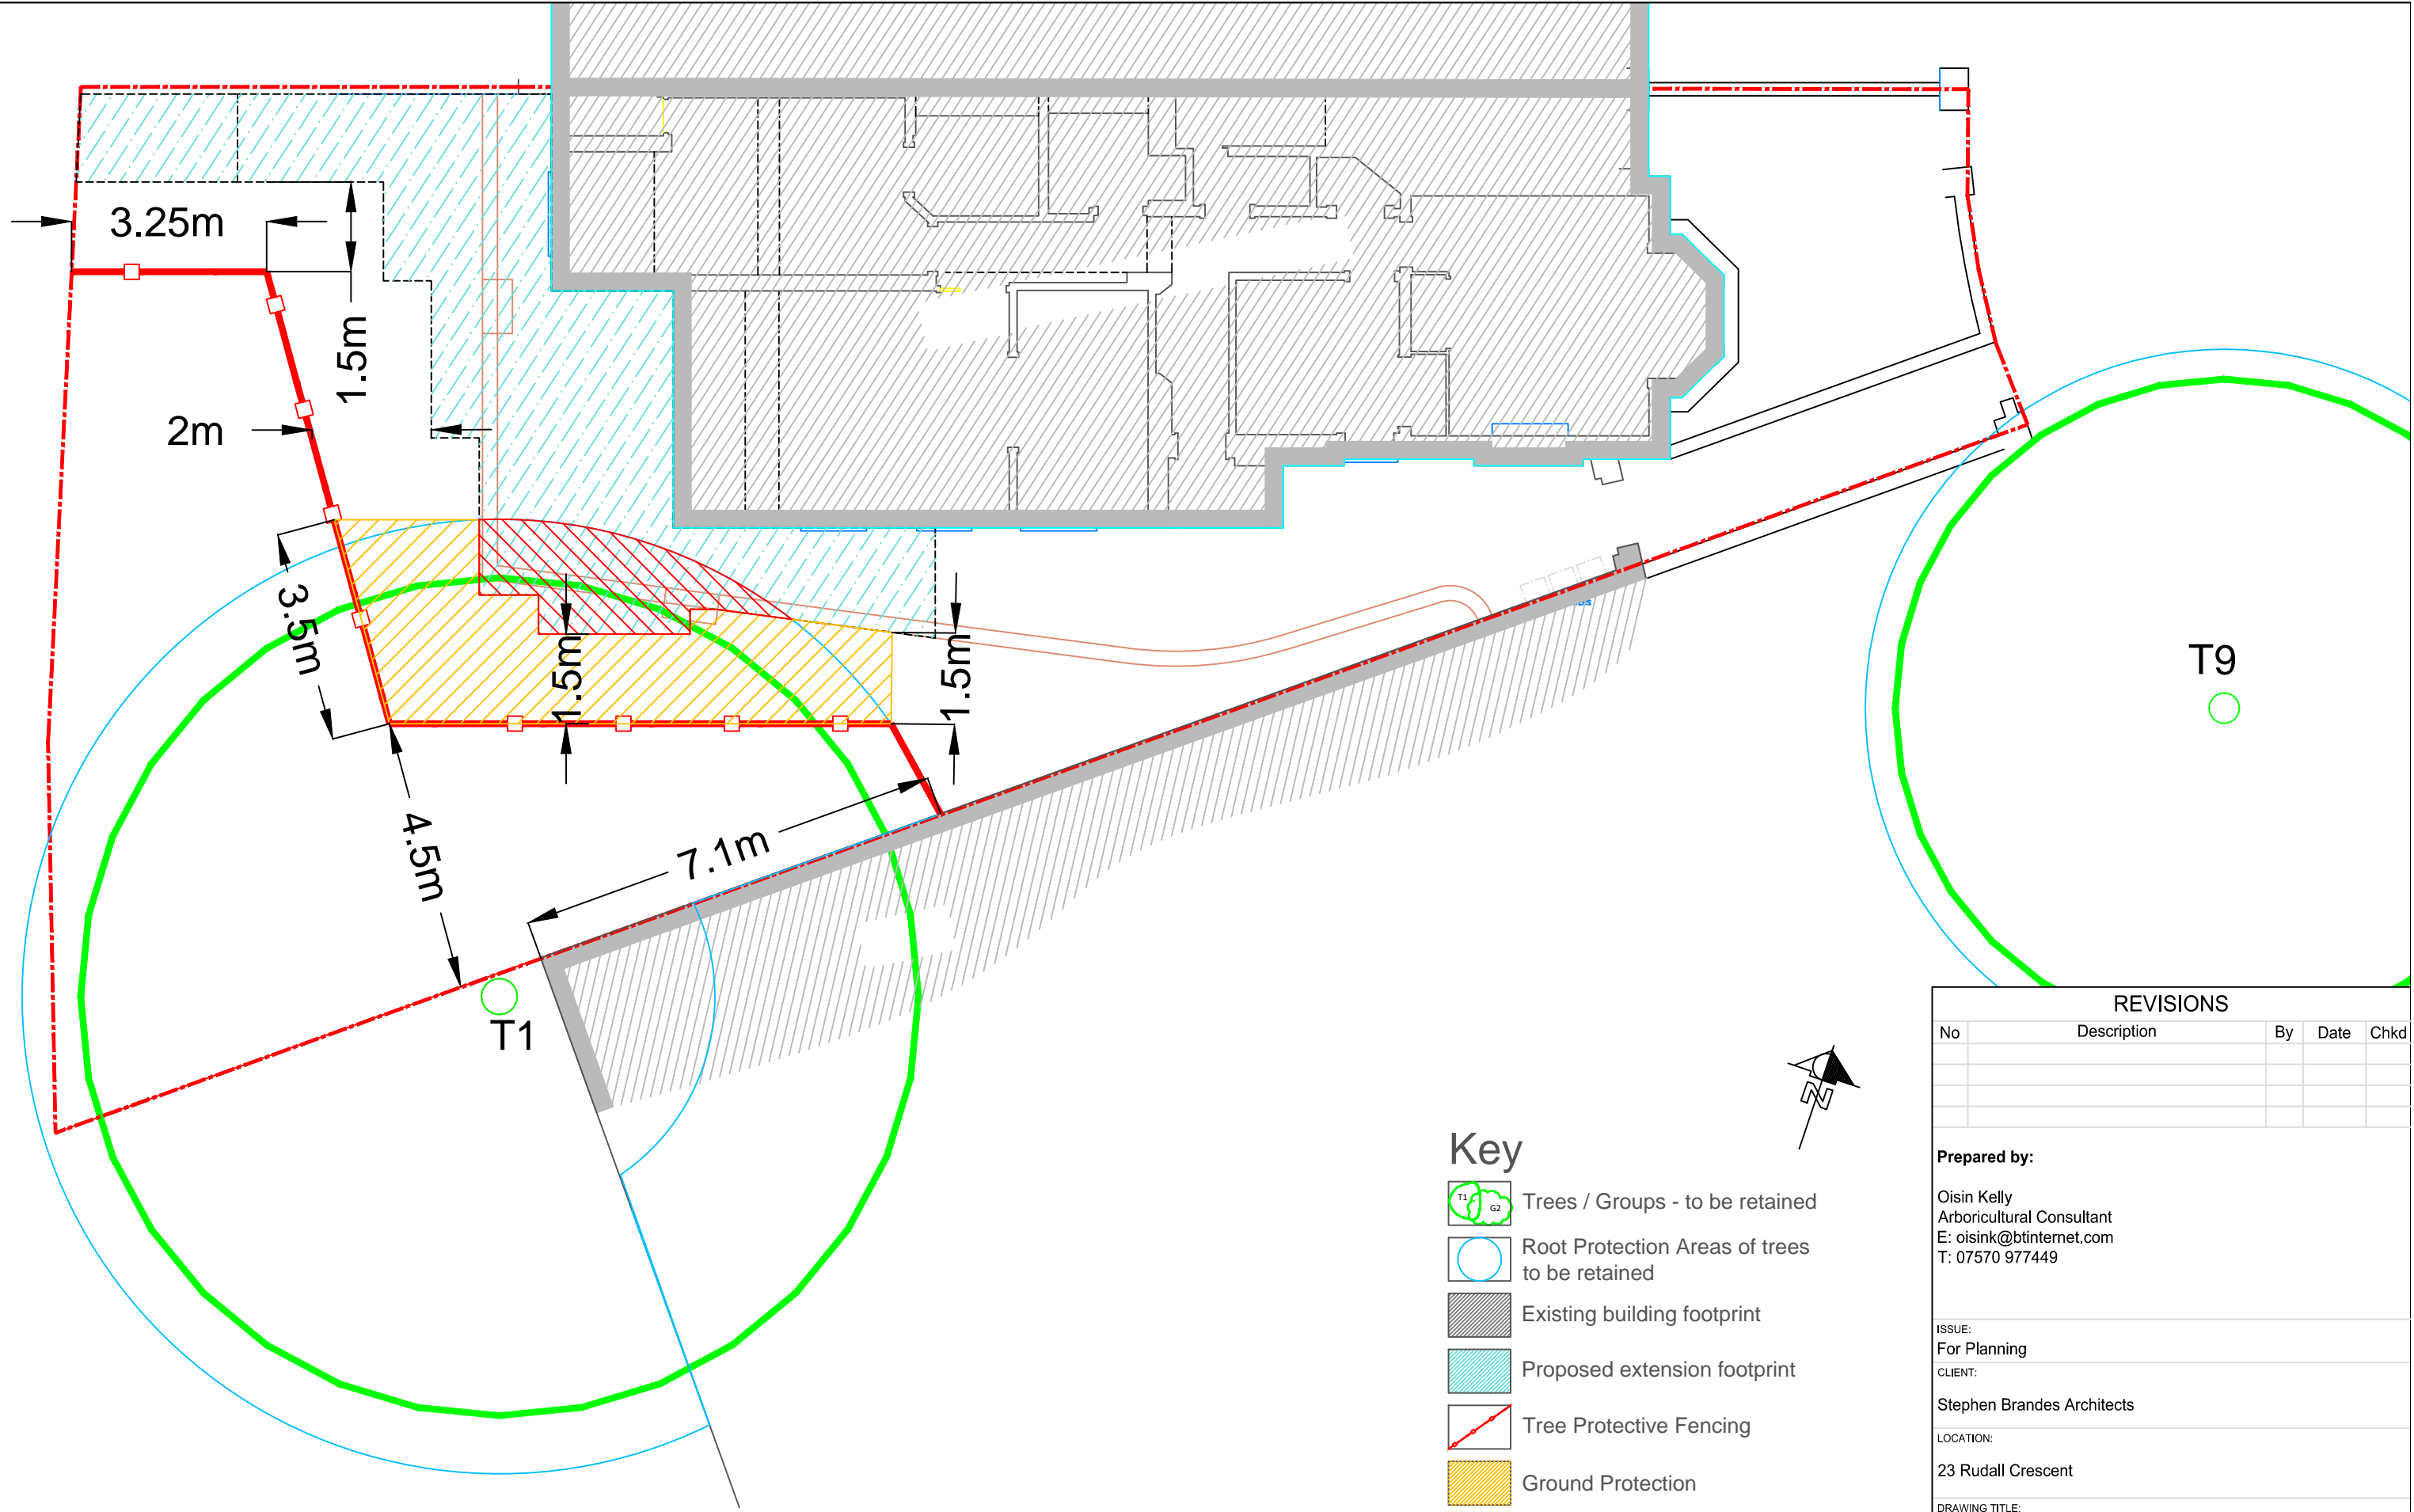 3.25m
1.5m
2m
3.5m
1.5m
1.5m
4.5m
7.1m
T1
T9
N
Key
T1
G2
Trees / Groups - to be retained
Root Protection Areas of trees
to be retained
Existing building footprint
Proposed extension footprint
Tree Protective Fencing
Ground Protection
REVISIONS
No Description By Date Chkd
Prepared by:
Oisin Kelly
Arboricultural Consultant
E: oisink@btinternet.com
T: 07570 977449
ISSUE:
For Planning
CLIENT:
Stephen Brandes Architects
LOCATION:
23 Rudall Crescent
DRAWING TITLE: